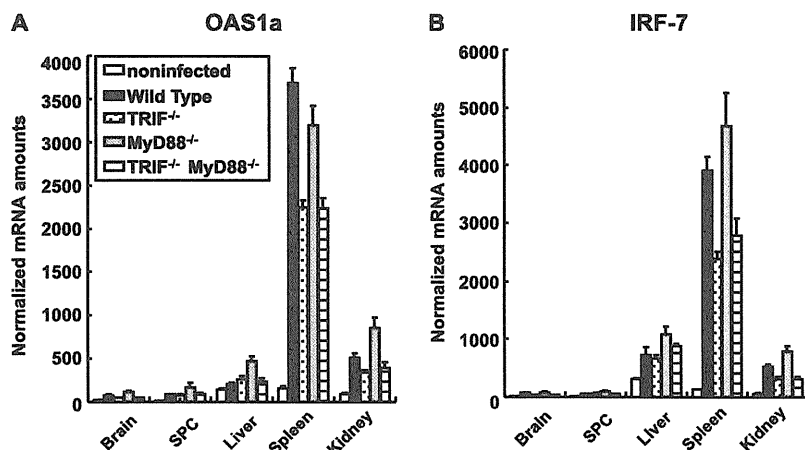 A
OAS1a
Normalized mRNA amounts
4000
3500
3000
2500
2000
1500
1000
500
0
noninfected
Wild Type
TRIF-/-
MyD88-/-
TRIF-/- MyD88-/-
Brain
SPC
Liver
Spleen
Kidney
B
IRF-7
Normalized mRNA amounts
6000
5000
4000
3000
2000
1000
0
Brain
SPC
Liver
Spleen
Kidney